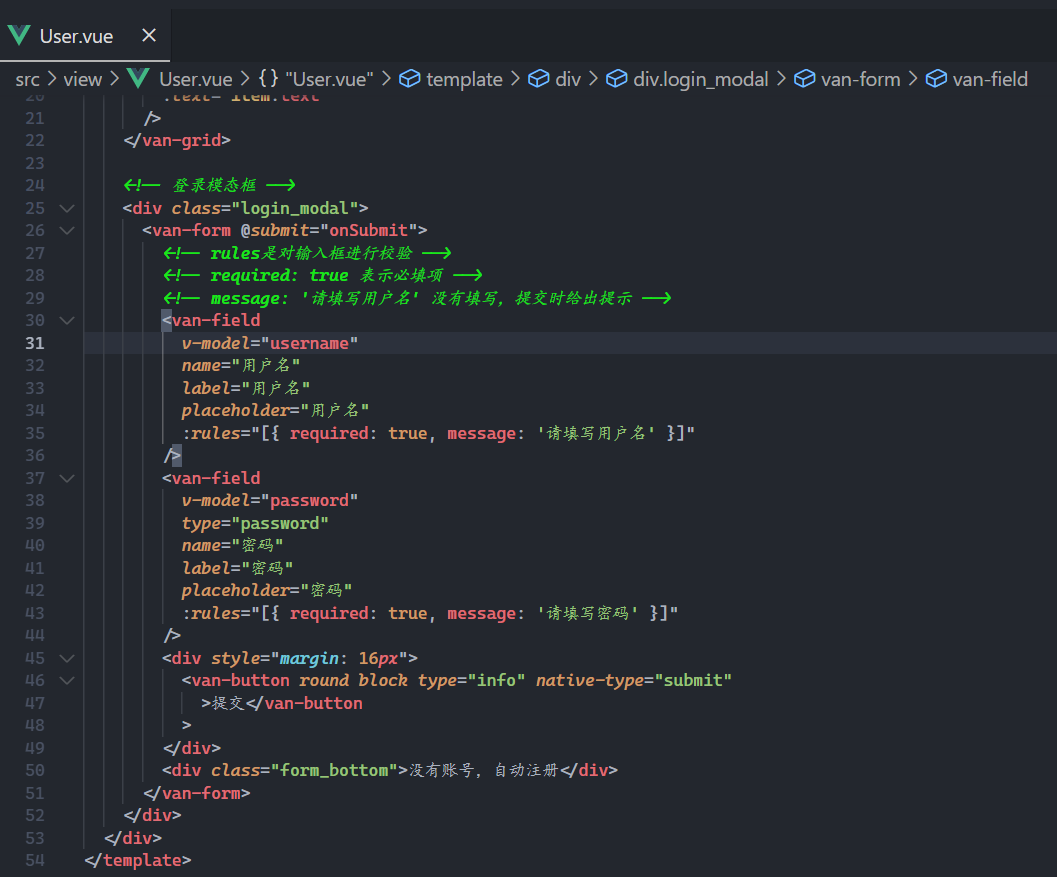 User.vue
src > view > User.vue > {} "User.vue" > template > div > div.login_modal > van-form > van-field
20 :text="item.text"
21 />
22 </van-grid>
23
24 <!-- 登录模态框 -->
25 <div class="login_modal">
26 <van-form @submit="onSubmit">
27 <!-- rules是对输入框进行校验 -->
28 <!-- required: true 表示必填项 -->
29 <!-- message: '请填写用户名' 没有填写，提交时给出提示 -->
30 <van-field
31 v-model="username"
32 name="用户名"
33 label="用户名"
34 placeholder="用户名"
35 :rules="[{ required: true, message: '请填写用户名' }]"
36 />
37 <van-field
38 v-model="password"
39 type="password"
40 name="密码"
41 label="密码"
42 placeholder="密码"
43 :rules="[{ required: true, message: '请填写密码' }]"
44 />
45 <div style="margin: 16px">
46 <van-button round block type="info" native-type="submit"
47 >提交</van-button
48 >
49 </div>
50 <div class="form_bottom">没有账号，自动注册</div>
51 </van-form>
52 </div>
53 </div>
54 </template>